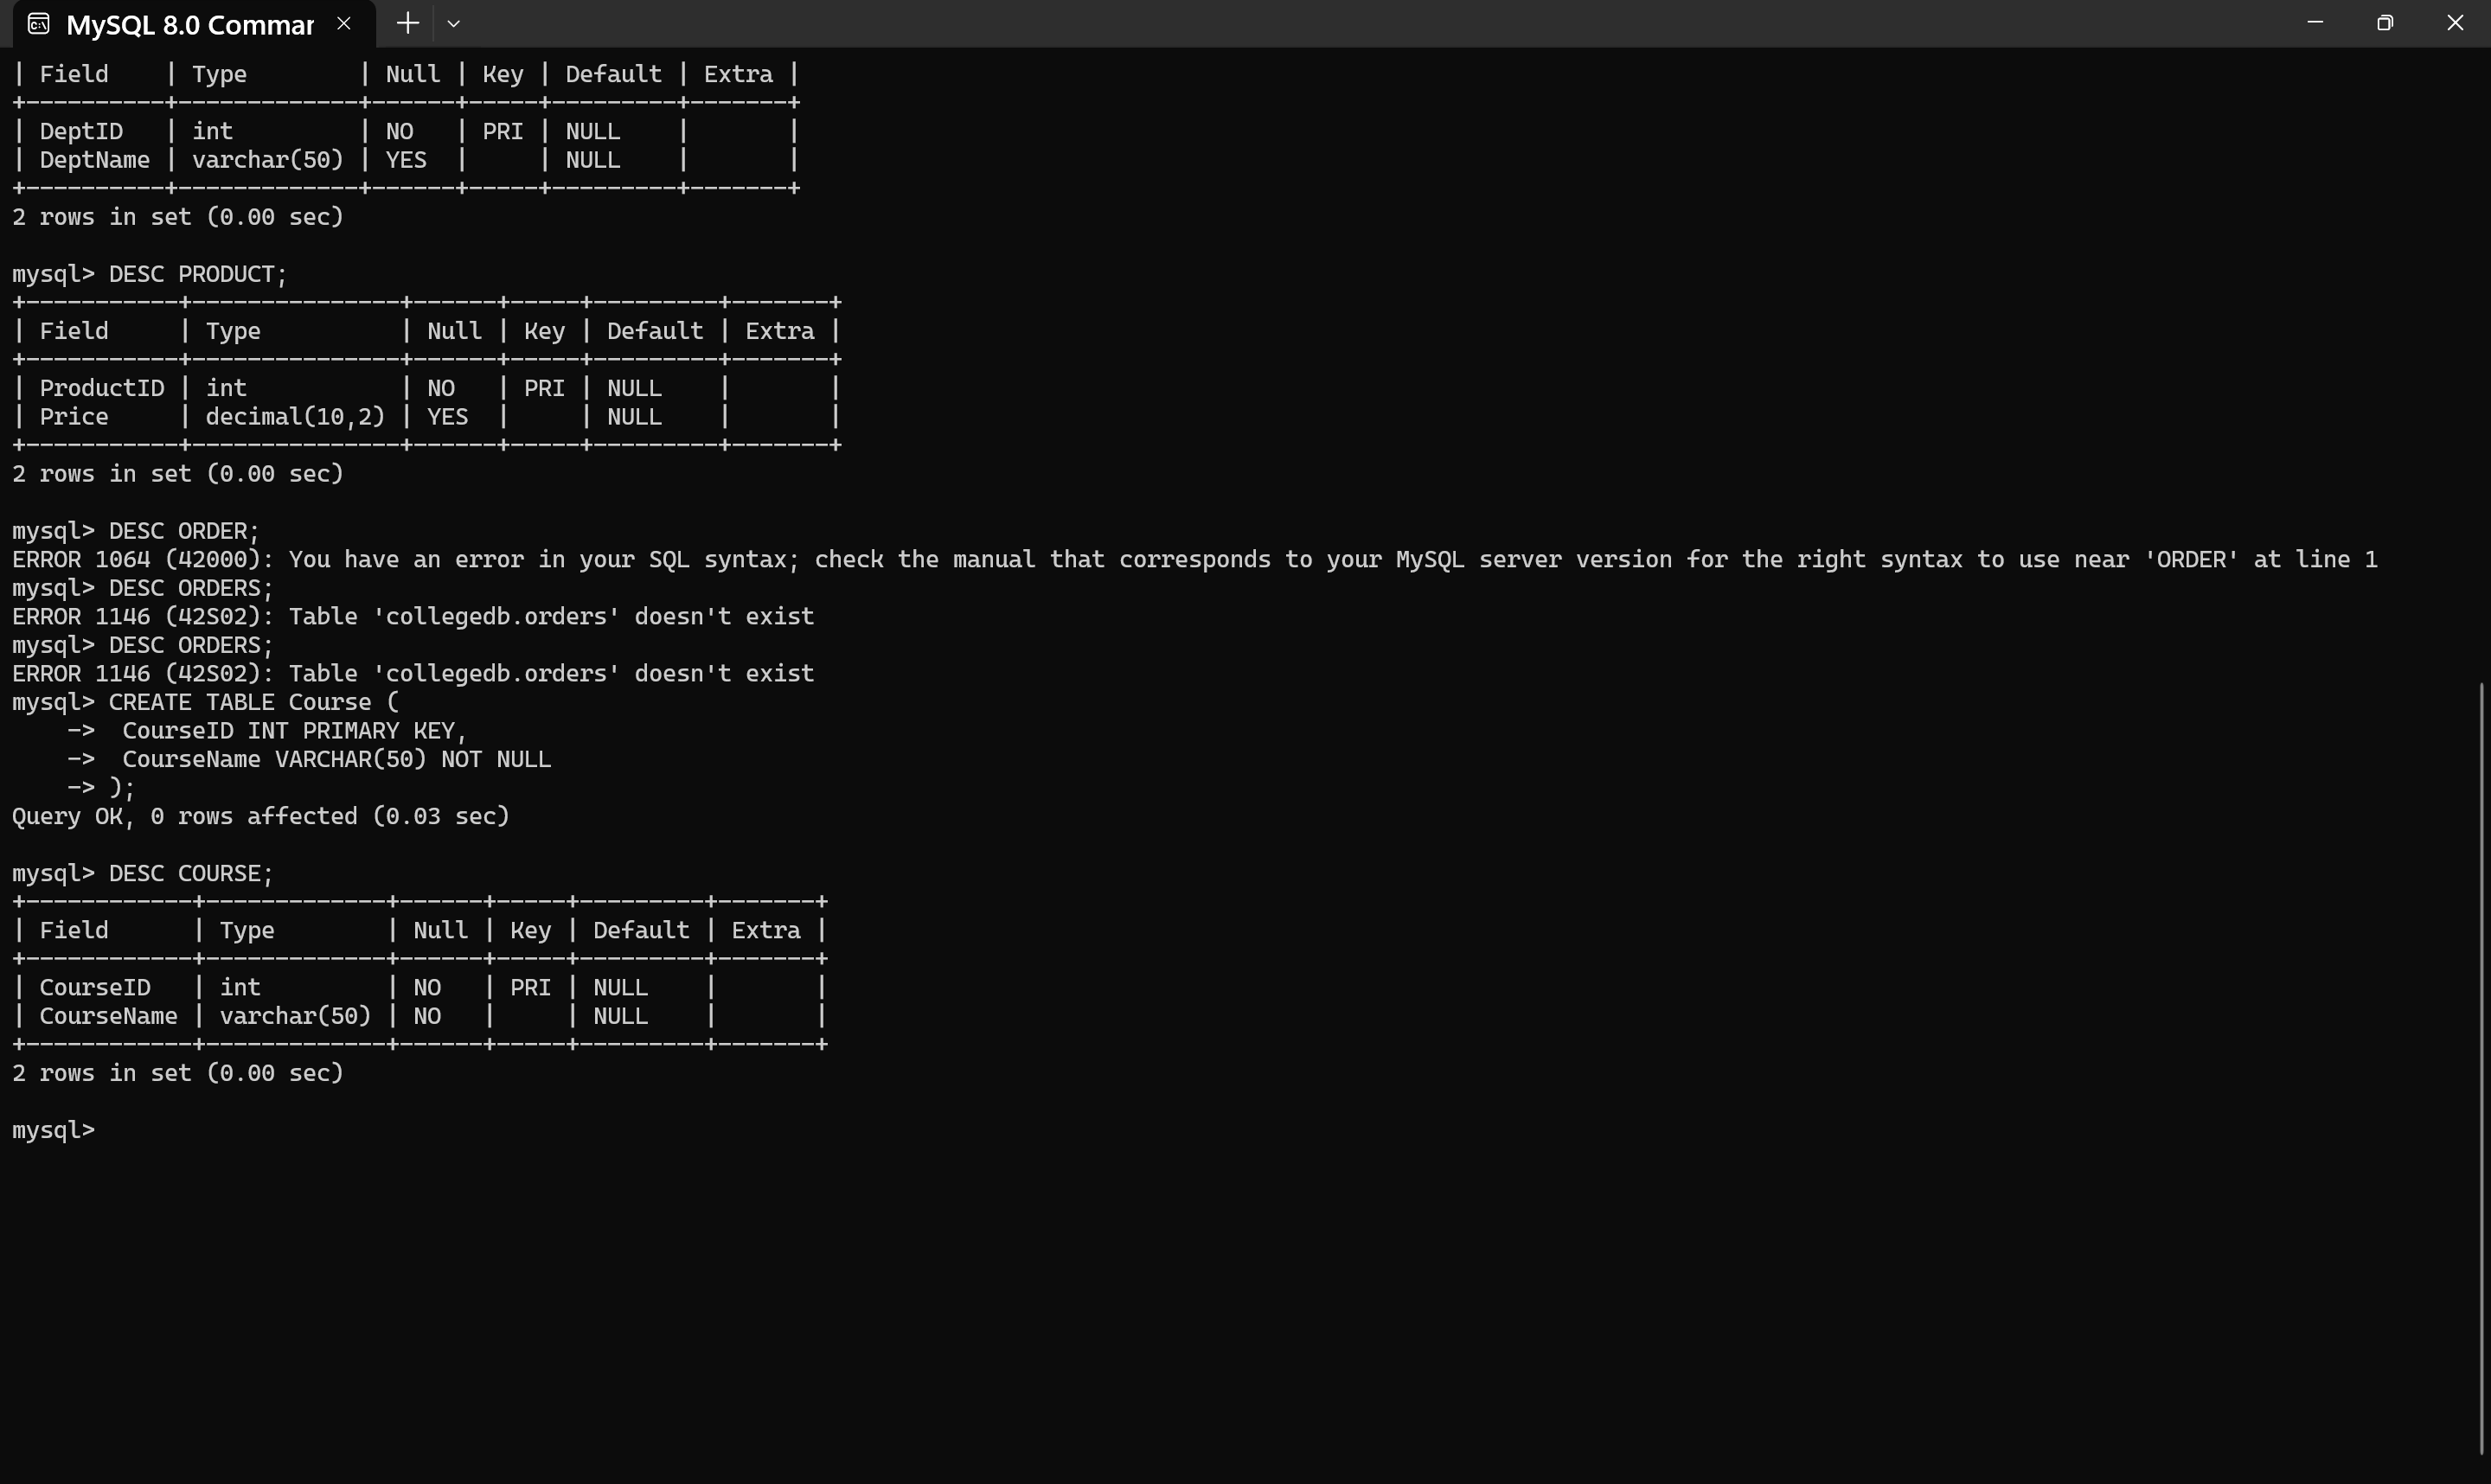 MySQL 8.0 Commar
| Field    | Type        | Null | Key | Default | Extra |
+----------+-------------+------+-----+---------+-------+
| DeptID   | int         | NO   | PRI | NULL    |       |
| DeptName | varchar(50) | YES  |     | NULL    |       |
+----------+-------------+------+-----+---------+-------+
2 rows in set (0.00 sec)

mysql> DESC PRODUCT;
+-----------+---------------+------+-----+---------+-------+
| Field     | Type          | Null | Key | Default | Extra |
+-----------+---------------+------+-----+---------+-------+
| ProductID | int           | NO   | PRI | NULL    |       |
| Price     | decimal(10,2) | YES  |     | NULL    |       |
+-----------+---------------+------+-----+---------+-------+
2 rows in set (0.00 sec)

mysql> DESC ORDER;
ERROR 1064 (42000): You have an error in your SQL syntax; check the manual that corresponds to your MySQL server version for the right syntax to use near 'ORDER' at line 1
mysql> DESC ORDERS;
ERROR 1146 (42S02): Table 'collegedb.orders' doesn't exist
mysql> DESC ORDERS;
ERROR 1146 (42S02): Table 'collegedb.orders' doesn't exist
mysql> CREATE TABLE Course (
    ->  CourseID INT PRIMARY KEY,
    ->  CourseName VARCHAR(50) NOT NULL
    -> );
Query OK, 0 rows affected (0.03 sec)

mysql> DESC COURSE;
+------------+-------------+------+-----+---------+-------+
| Field      | Type        | Null | Key | Default | Extra |
+------------+-------------+------+-----+---------+-------+
| CourseID   | int         | NO   | PRI | NULL    |       |
| CourseName | varchar(50) | NO   |     | NULL    |       |
+------------+-------------+------+-----+---------+-------+
2 rows in set (0.00 sec)

mysql>